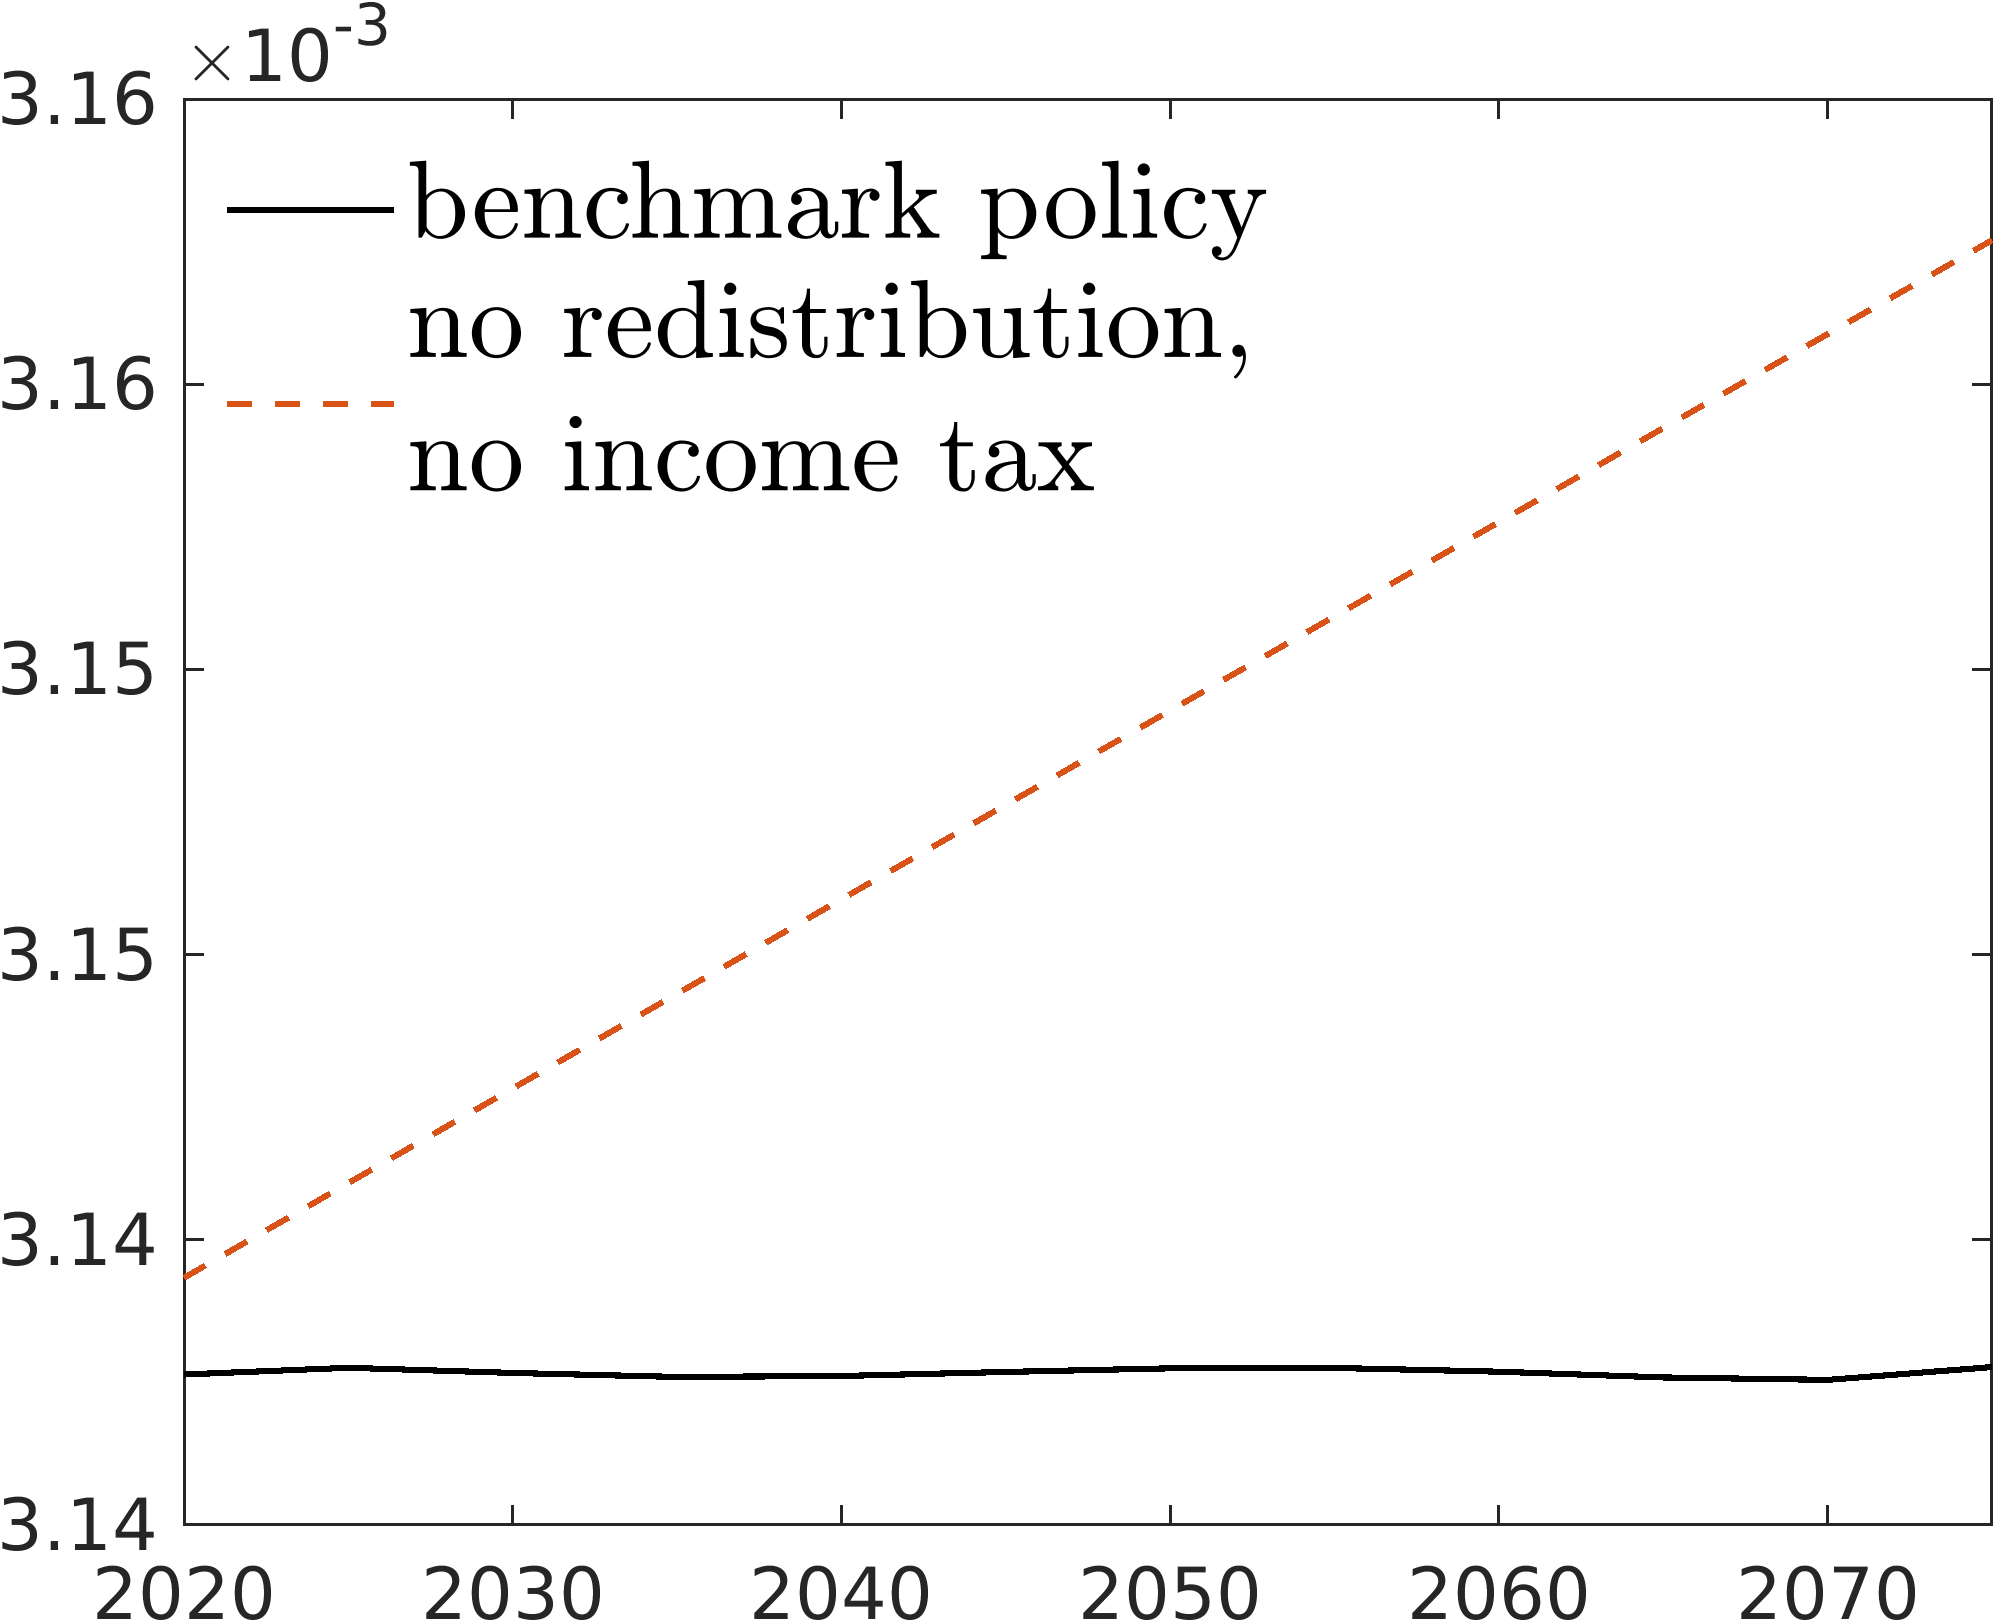 ×10-3
3.16
3.16
3.15
3.15
3.14
3.14
benchmark policy
no redistribution,
no income tax
2020 2030 2040 2050 2060 2070